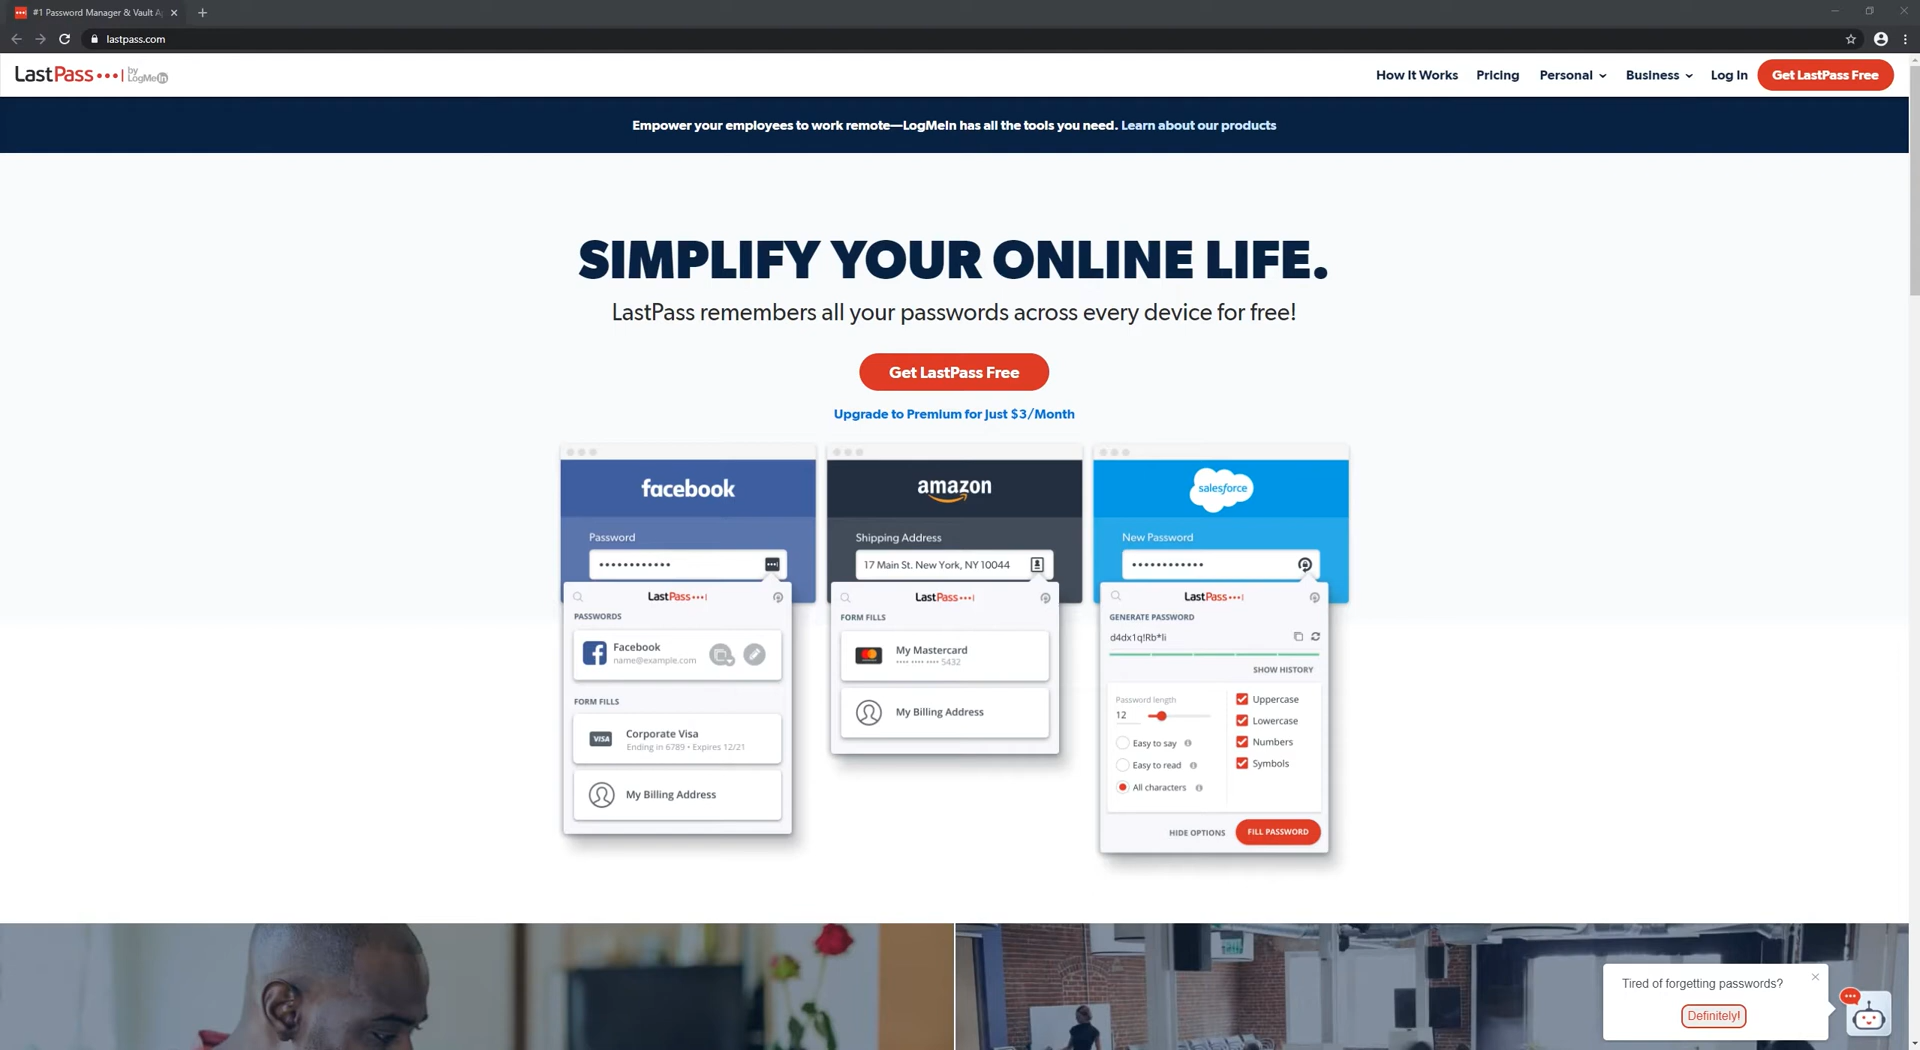 #1 Password Manager & Vault A
lastpass.com
LastPass by LogMeIn
How It Works Pricing Personal Business Log In Get LastPass Free
Empower your employees to work remote—LogMeIn has all the tools you need. Learn about our products
SIMPLIFY YOUR ONLINE LIFE.
LastPass remembers all your passwords across every device for free!
Get LastPass Free
Upgrade to Premium for just $3/Month
facebook
Password
LastPass
PASSWORDS
Facebook
name@example.com
FORM FILLS
VISA
Corporate Visa
Ending in 6789 • Expires 12/21
My Billing Address
amazon
Shipping Address
17 Main St. New York, NY 10044
LastPass
FORM FILLS
My Mastercard
•••• •••• •••• 5432
My Billing Address
salesforce
New Password
LastPass
GENERATE PASSWORD
d4dx1q!Rb*li
SHOW HISTORY
Password length
12
Easy to say
Easy to read
All characters
Uppercase
Lowercase
Numbers
Symbols
HIDE OPTIONS
FILL PASSWORD
Tired of forgetting passwords?
Definitely!